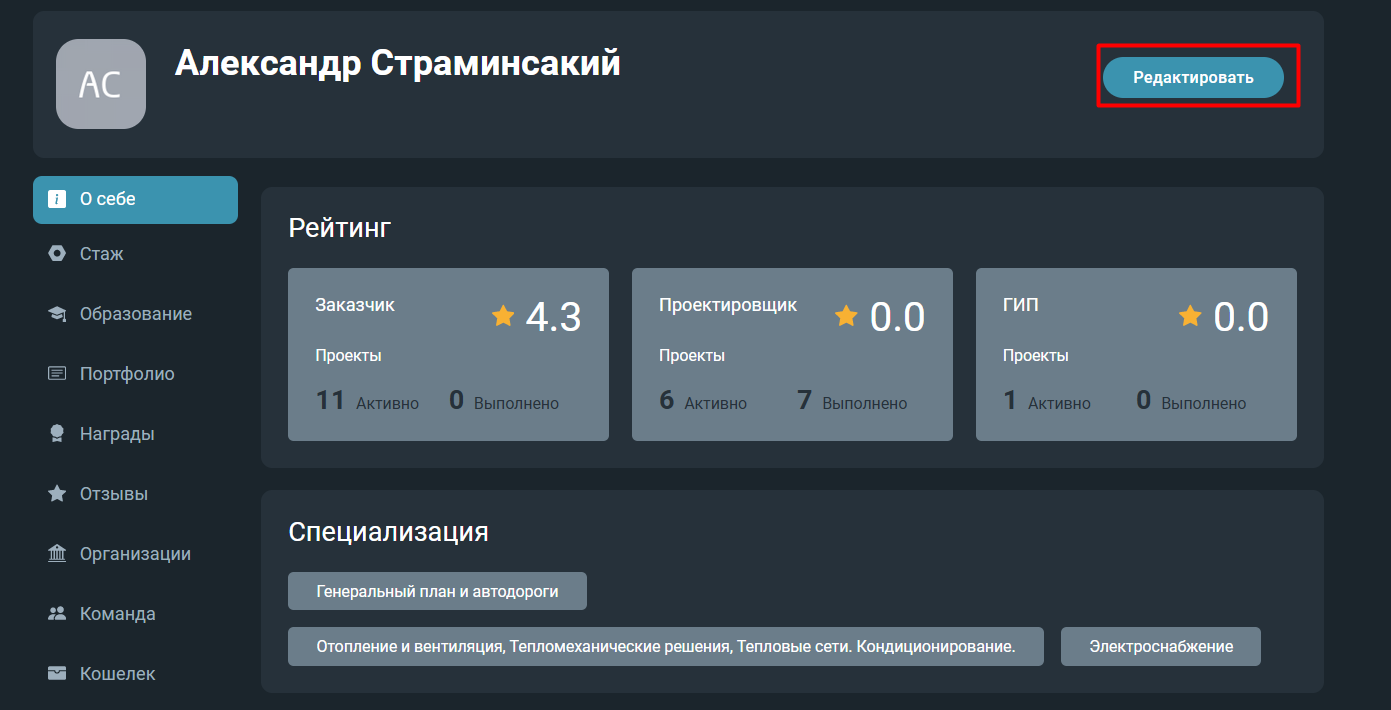 АС
Александр Страминсакий
Редактировать
О себе
Стаж
Образование
Портфолио
Награды
Отзывы
Организации
Команда
Кошелек
Рейтинг
Заказчик 4.3
Проекты
11 Активно 0 Выполнено
Проектировщик 0.0
Проекты
6 Активно 7 Выполнено
ГИП 0.0
Проекты
1 Активно 0 Выполнено
Специализация
Генеральный план и автодороги
Отопление и вентиляция, Тепломеханические решения, Тепловые сети. Кондиционирование.
Электроснабжение